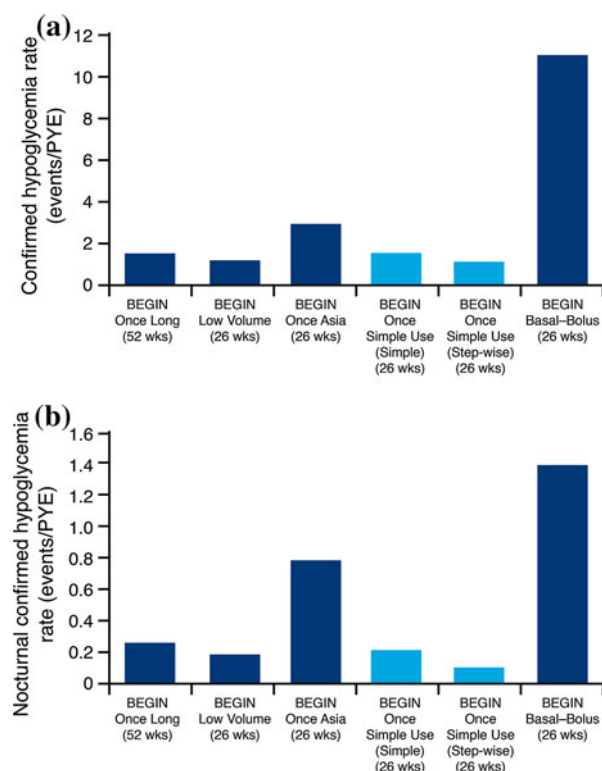 (a)
Confirmed hypoglycemia rate
(events/PYE)
12
10
8
6
4
2
0
BEGIN
Once Long
(52 wks)
BEGIN
Low Volume
(26 wks)
BEGIN
Once Asia
(26 wks)
BEGIN
Once
Simple Use
(Simple)
(26 wks)
BEGIN
Once
Simple Use
(Step-wise)
(26 wks)
BEGIN
Basal–Bolus
(26 wks)
(b)
Nocturnal confirmed hypoglycemia
rate (events/PYE)
1.6
1.4
1.2
1.0
0.8
0.6
0.4
0.2
0
BEGIN
Once Long
(52 wks)
BEGIN
Low Volume
(26 wks)
BEGIN
Once Asia
(26 wks)
BEGIN
Once
Simple Use
(Simple)
(26 wks)
BEGIN
Once
Simple Use
(Step-wise)
(26 wks)
BEGIN
Basal–Bolus
(26 wks)